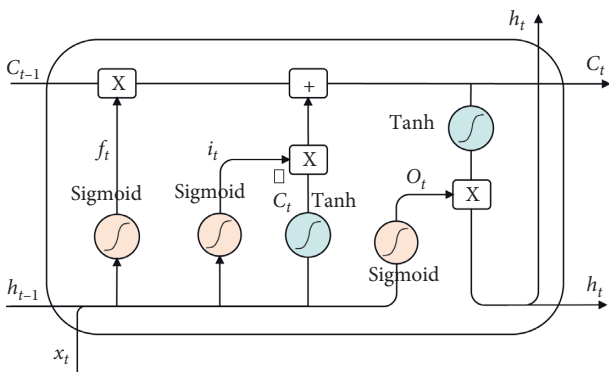 h_t
C_{t–1}
X
+
C_t
Tanh
f_t
i_t
X
O_t
X
□
C_t
Tanh
Sigmoid
Sigmoid
Sigmoid
h_{t–1}
h_t
x_t